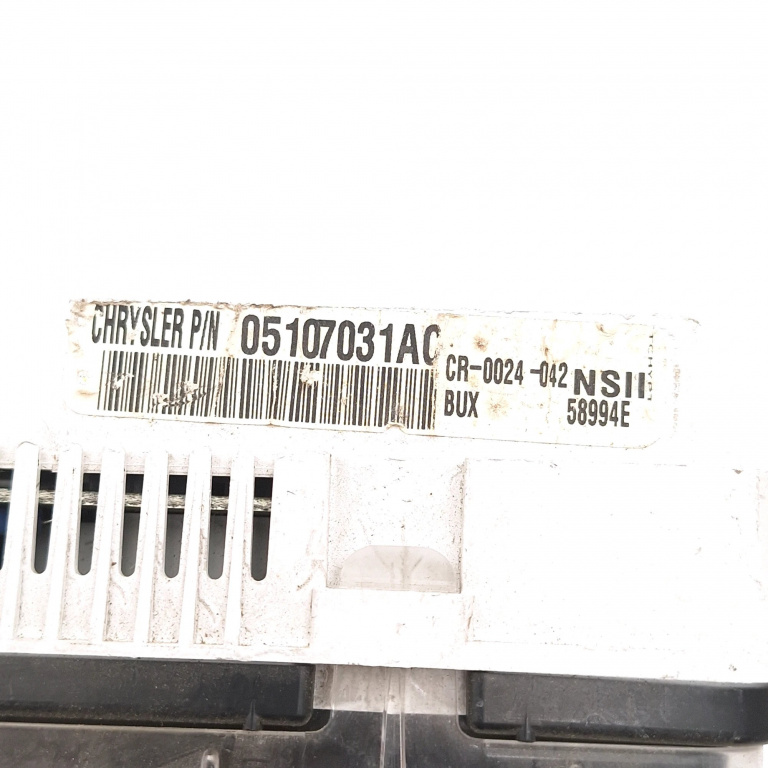 CHRYSLER P/N 05107031AC
CR-0024-042 NSII
BUX 58994E